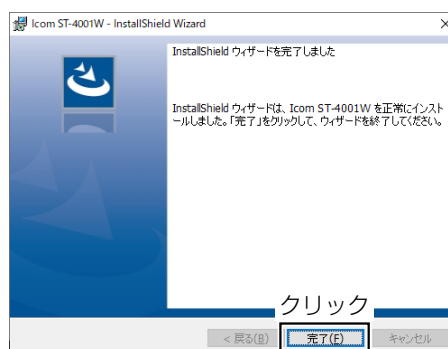 Icom ST-4001W - InstallShield Wizard
InstallShield ウィザードを完了しました
InstallShield ウィザードは、Icom ST-4001W を正常にインスト
ールしました。「完了」をクリックして、ウィザードを終了してください。
クリック
< 戻る(B) 完了(F) キャンセル